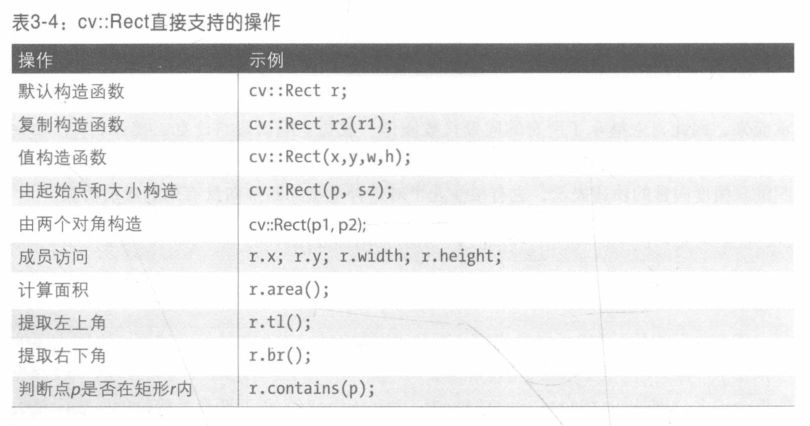 表3-4：cv::Rect直接支持的操作
操作 示例
默认构造函数 cv::Rect r;
复制构造函数 cv::Rect r2(r1);
值构造函数 cv::Rect(x,y,w,h);
由起始点和大小构造 cv::Rect(p, sz);
由两个对角构造 cv::Rect(p1, p2);
成员访问 r.x; r.y; r.width; r.height;
计算面积 r.area();
提取左上角 r.tl();
提取右下角 r.br();
判断点p是否在矩形r内 r.contains(p);